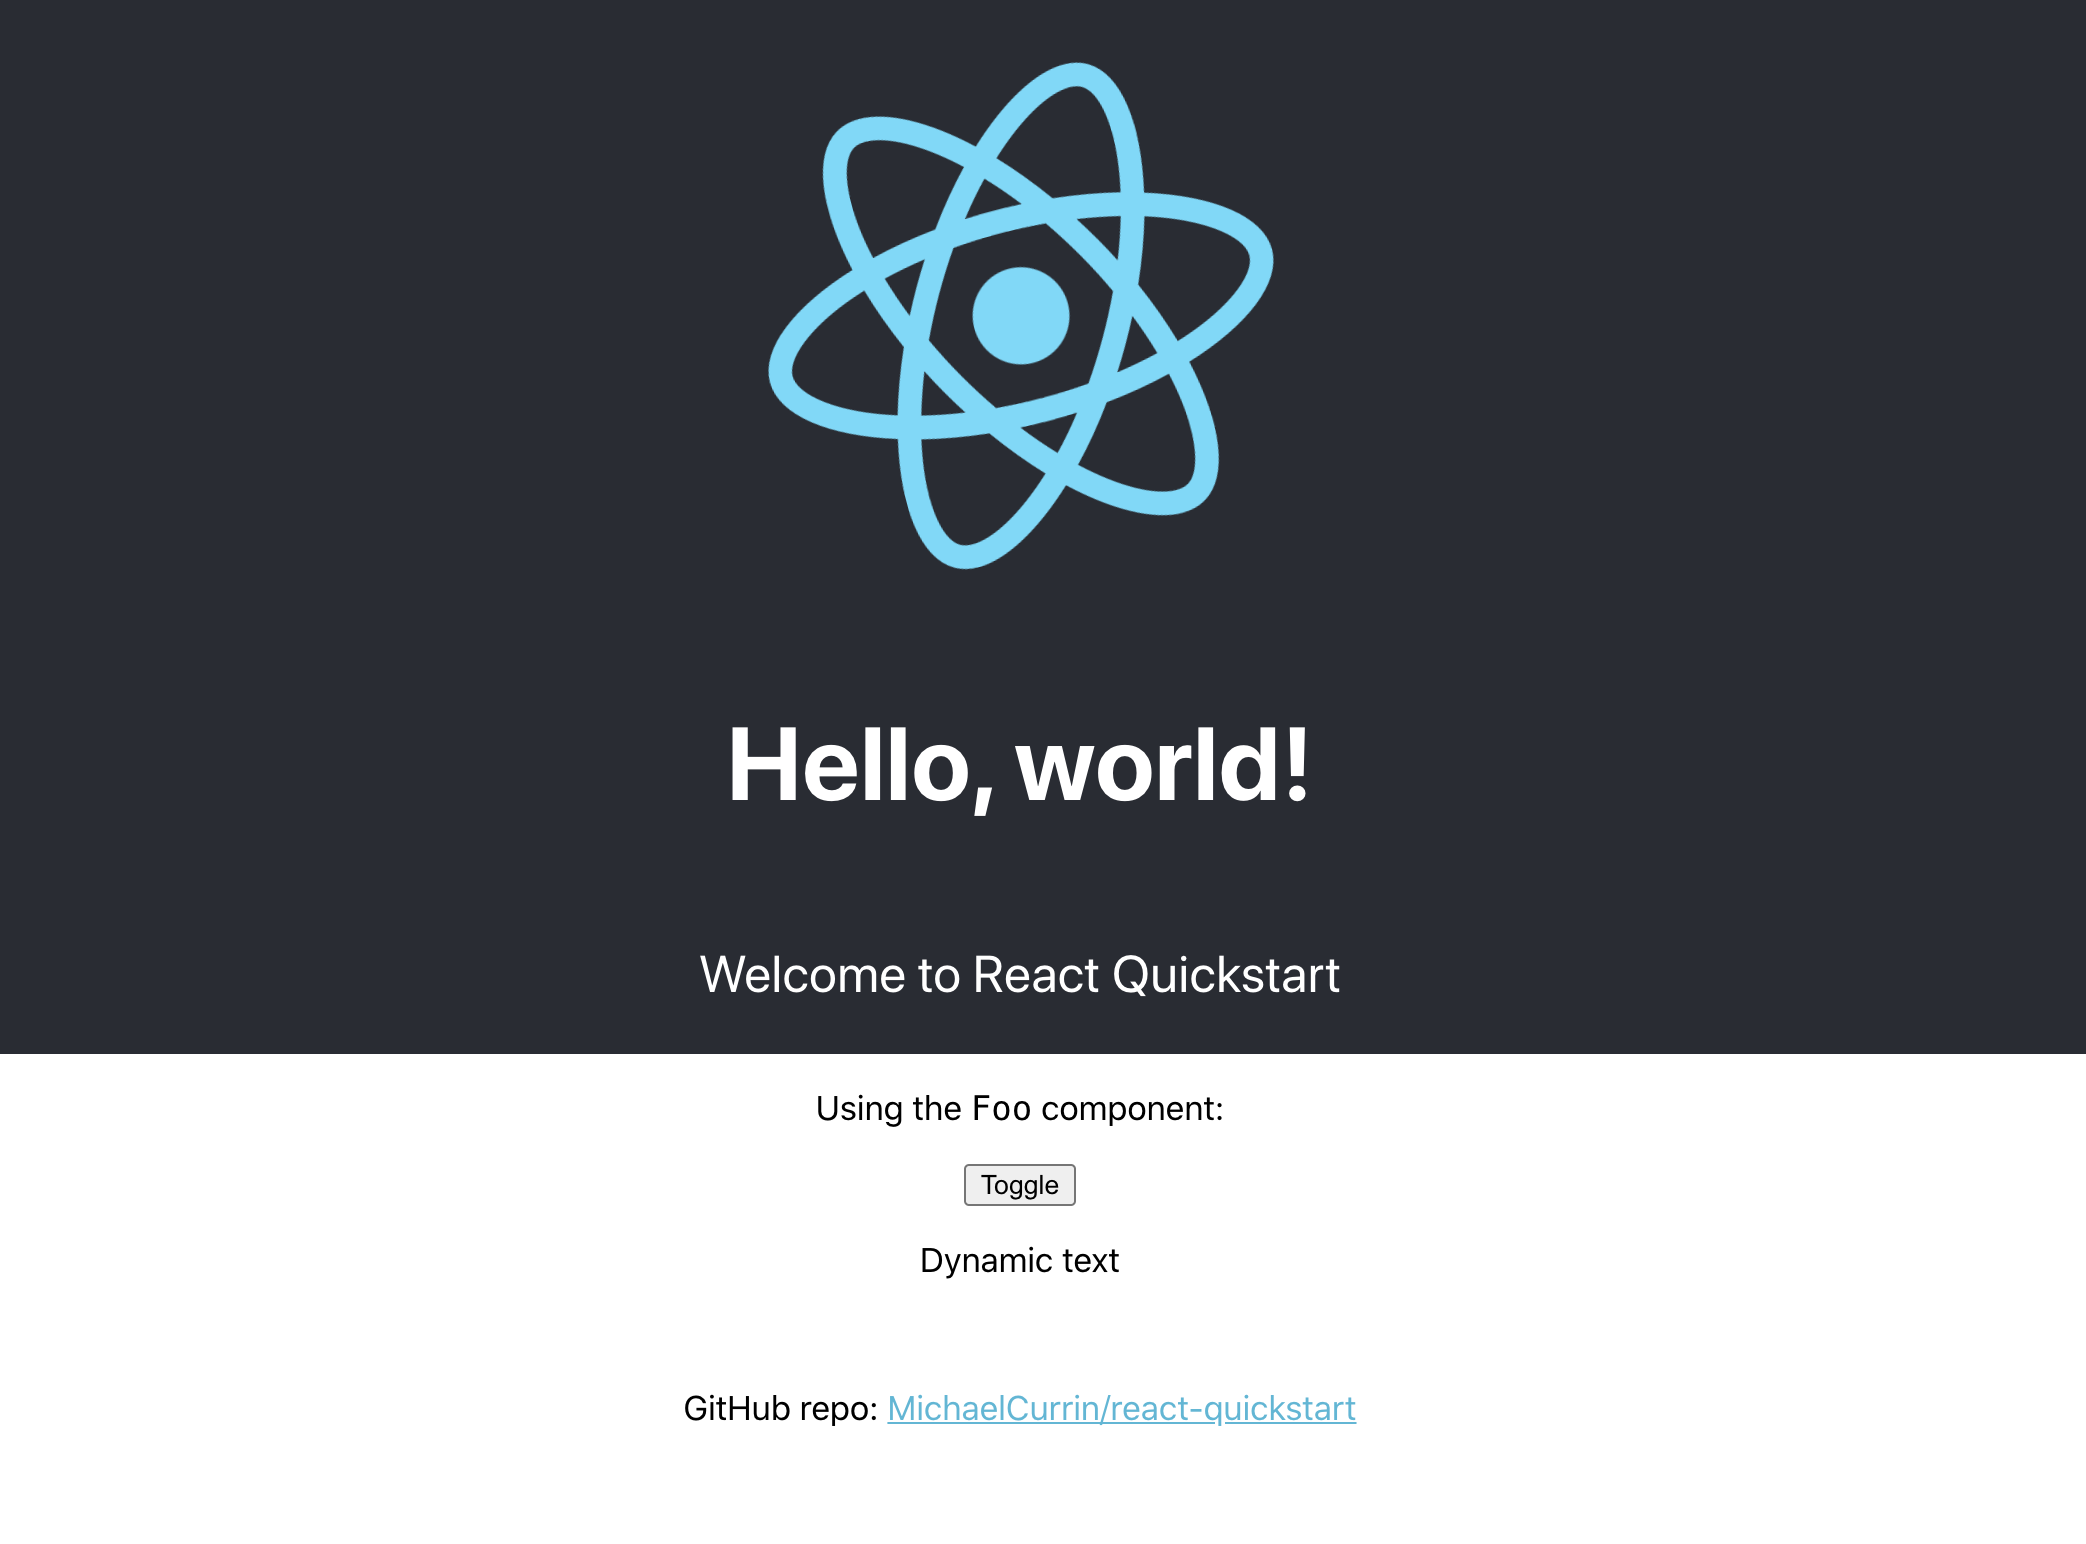 Hello, world!
Welcome to React Quickstart
Using the Foo component:
Toggle
Dynamic text
GitHub repo: MichaelCurrin/react-quickstart